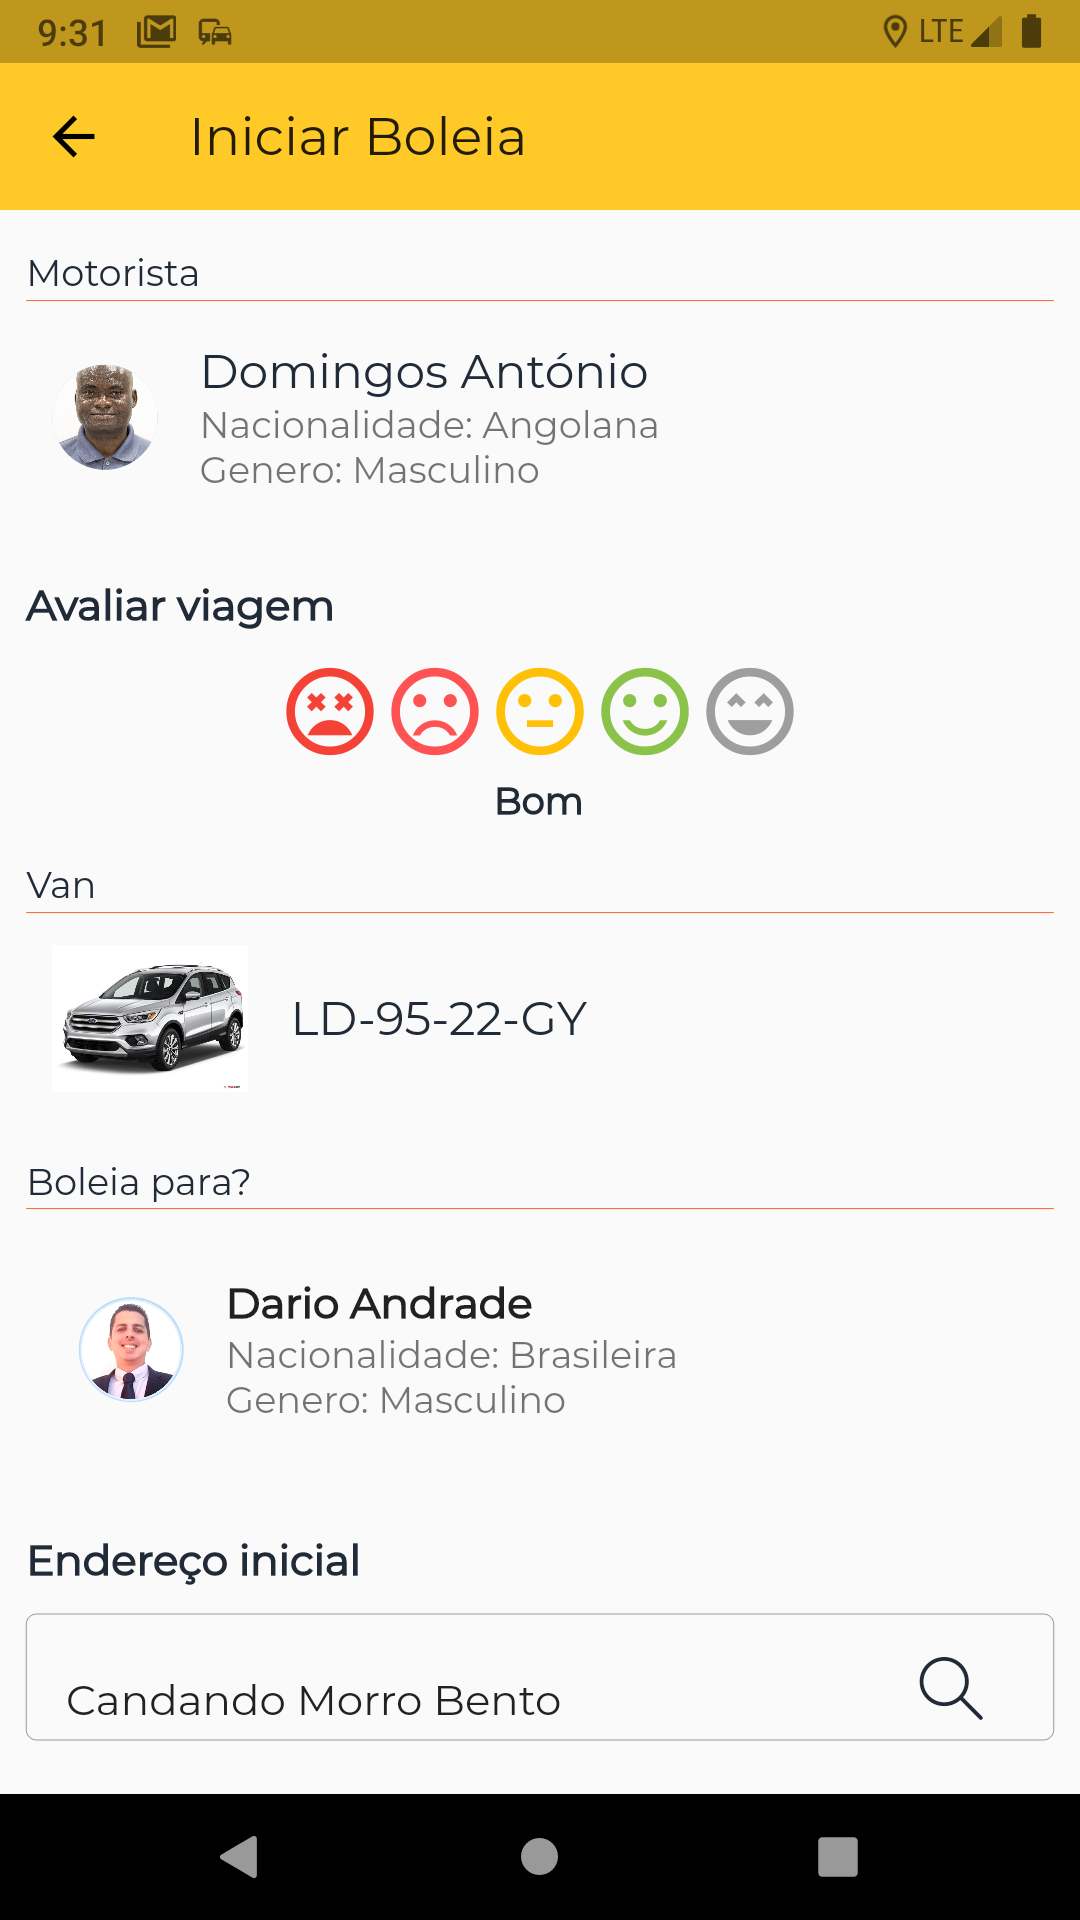 9:31
LTE
Iniciar Boleia
Motorista
Domingos António
Nacionalidade: Angolana
Genero: Masculino
Avaliar viagem
Bom
Van
LD-95-22-GY
Boleia para?
Dario Andrade
Nacionalidade: Brasileira
Genero: Masculino
Endereço inicial
Candando Morro Bento